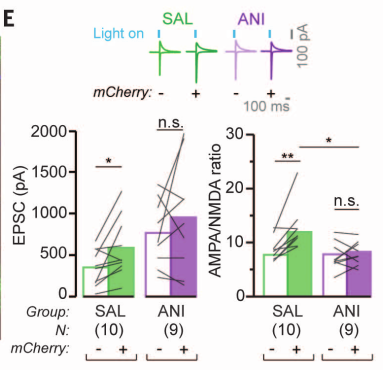 E
SAL ANI
Light on
100 pA
mCherry: - + - +
100 ms
EPSC (pA)
2000
1500
1000
500
0
*
n.s.
AMPA/NMDA ratio
30
20
10
0
**
*
n.s.
Group: SAL ANI SAL ANI
N: (10) (9) (10) (9)
mCherry: - + - + - + - +